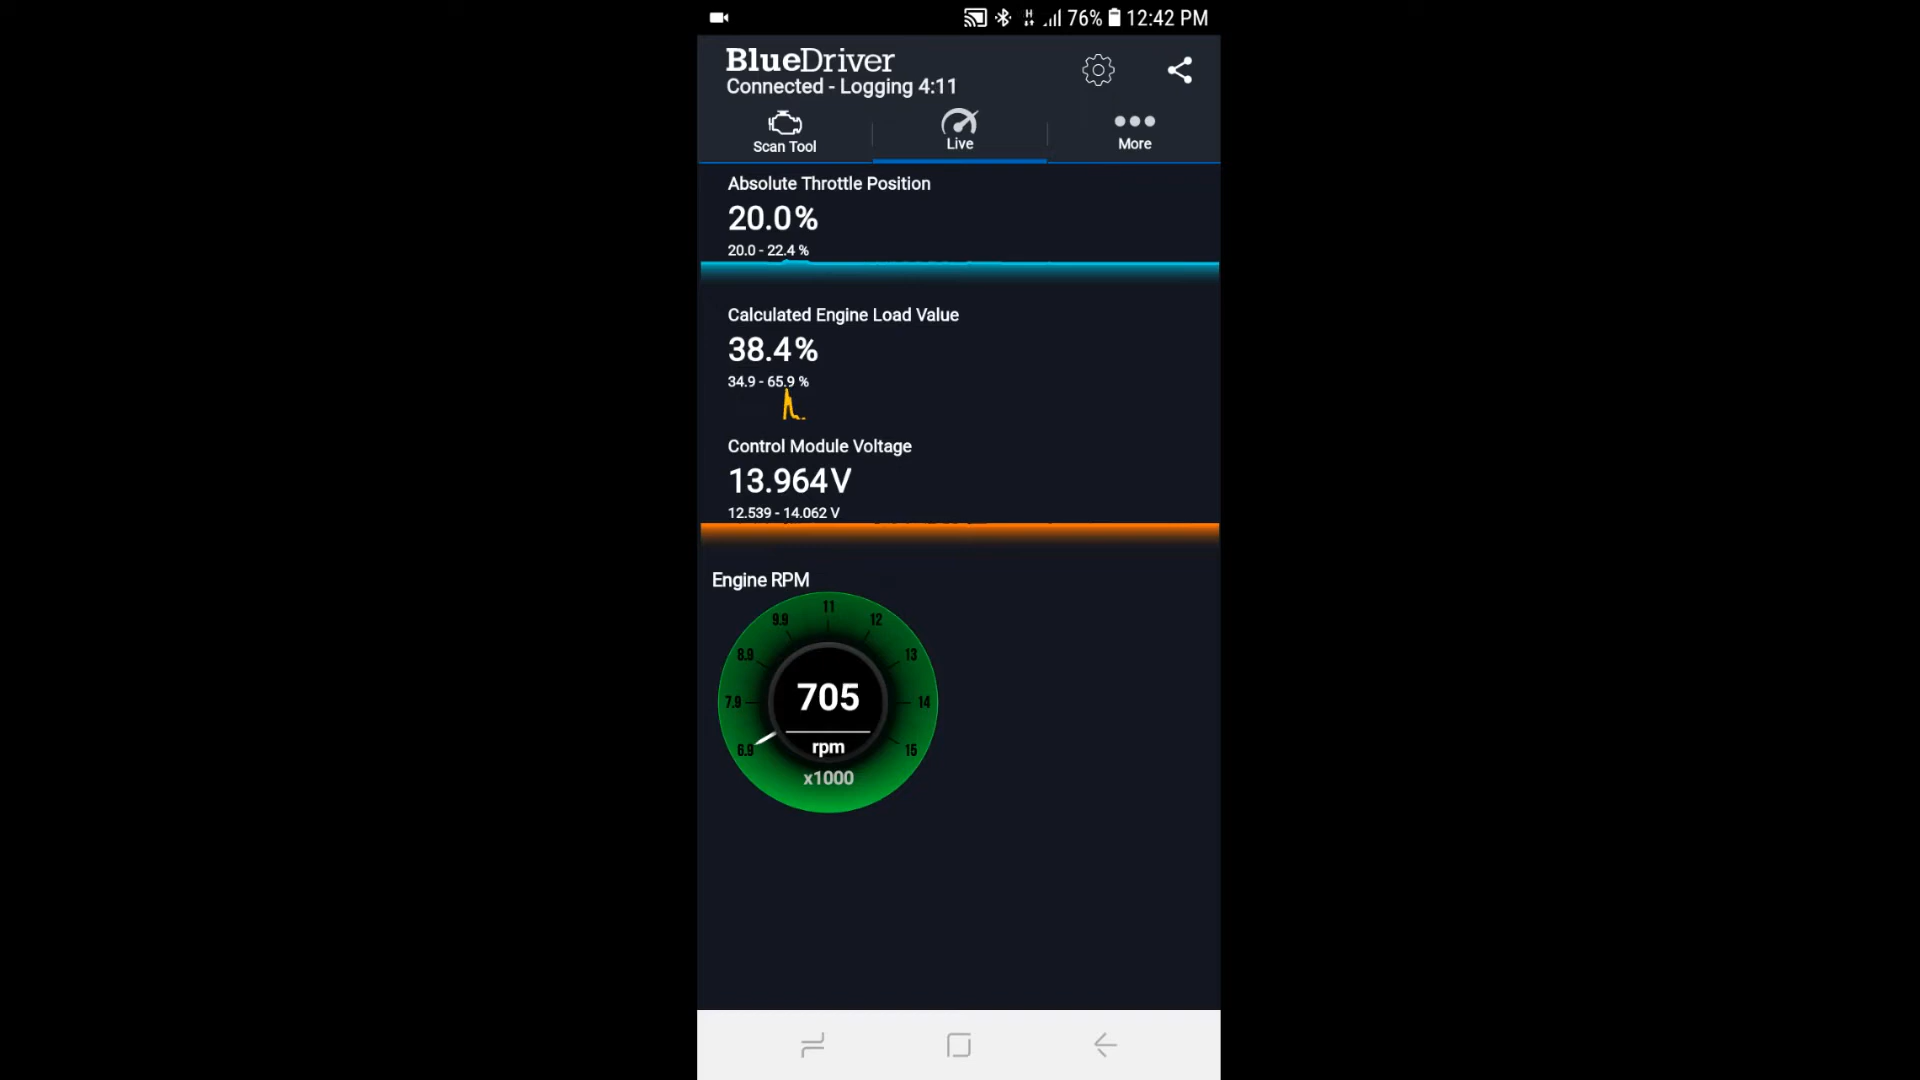 76% 12:42 PM
BlueDriver
Connected - Logging 4:11
Scan Tool
Live
More
Absolute Throttle Position
20.0%
20.0 - 22.4 %
Calculated Engine Load Value
38.4%
34.9 - 65.9 %
Control Module Voltage
13.964V
12.539 - 14.062 V
Engine RPM
11
9.9 12
8.9 13
7.9 14
6.9 15
705
rpm
x1000